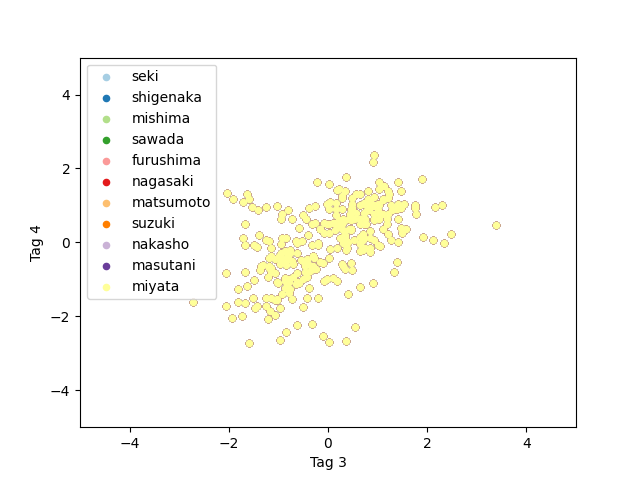 seki
shigenaka
mishima
sawada
furushima
nagasaki
matsumoto
suzuki
nakasho
masutani
miyata
4
2
0
−2
−4
Tag 4
−4
−2
0
2
4
Tag 3